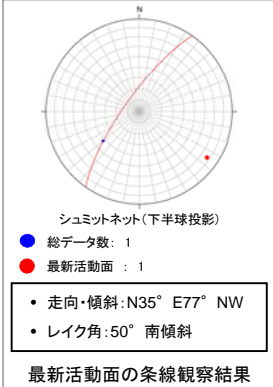 N
シュミットネット(下半球投影)
総データ数: 1
最新活動面 : 1
• 走向・傾斜:N35° E77° NW
• レイク角:50° 南傾斜
最新活動面の条線観察結果